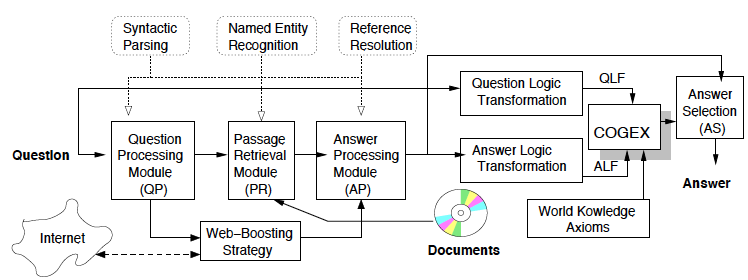 Syntactic
Parsing
Named Entity
Recognition
Reference
Resolution
Question Logic
Transformation
QLF
Answer
Selection
(AS)
COGEX
Question
Question
Processing
Module
(QP)
Passage
Retrieval
Module
(PR)
Answer
Processing
Module
(AP)
Answer Logic
Transformation
ALF
Answer
World Kowledge
Axioms
Internet
Web–Boosting
Strategy
Documents